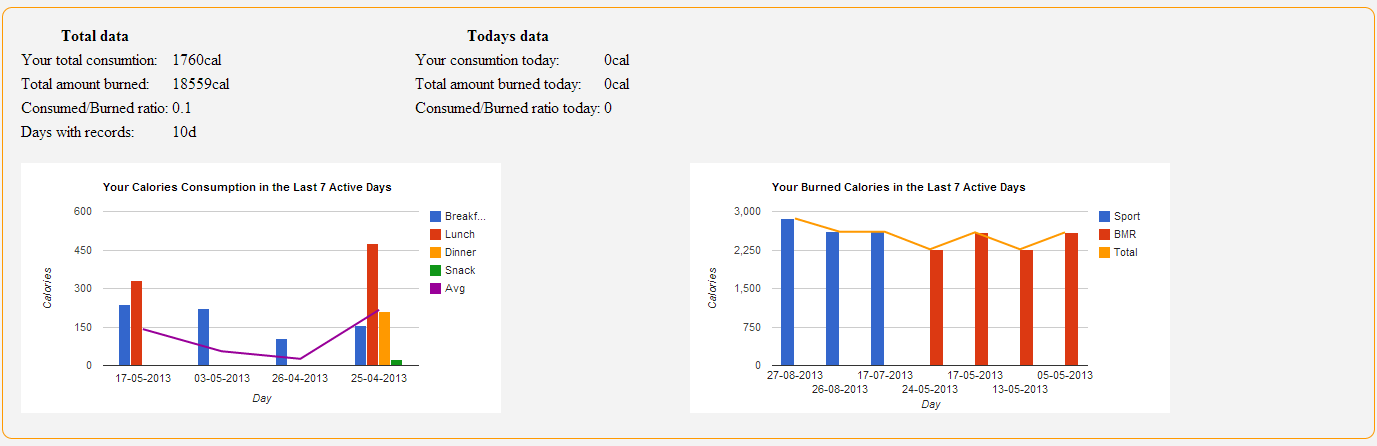 Total data
Your total consumtion: 1760cal
Total amount burned: 18559cal
Consumed/Burned ratio: 0.1
Days with records: 10d
Todays data
Your consumtion today: 0cal
Total amount burned today: 0cal
Consumed/Burned ratio today: 0
Your Calories Consumption in the Last 7 Active Days
600
450
300
150
0
Calories
17-05-2013 03-05-2013 26-04-2013 25-04-2013
Day
Breakf...
Lunch
Dinner
Snack
Avg
Your Burned Calories in the Last 7 Active Days
3,000
2,250
1,500
750
0
Calories
27-08-2013 17-07-2013 17-05-2013 05-05-2013
26-08-2013 24-05-2013 13-05-2013
Day
Sport
BMR
Total